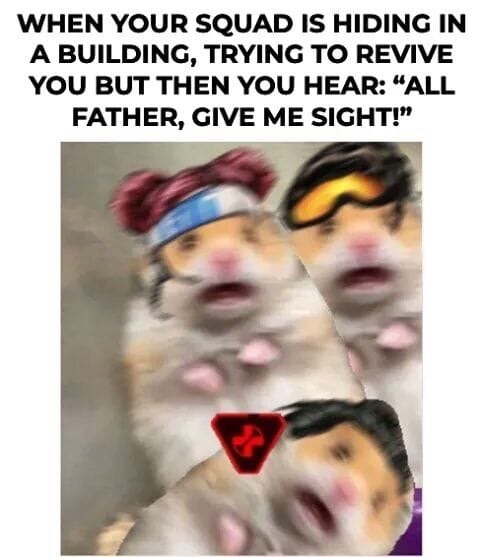 WHEN YOUR SQUAD IS HIDING IN
A BUILDING, TRYING TO REVIVE
YOU BUT THEN YOU HEAR: “ALL
FATHER, GIVE ME SIGHT!”